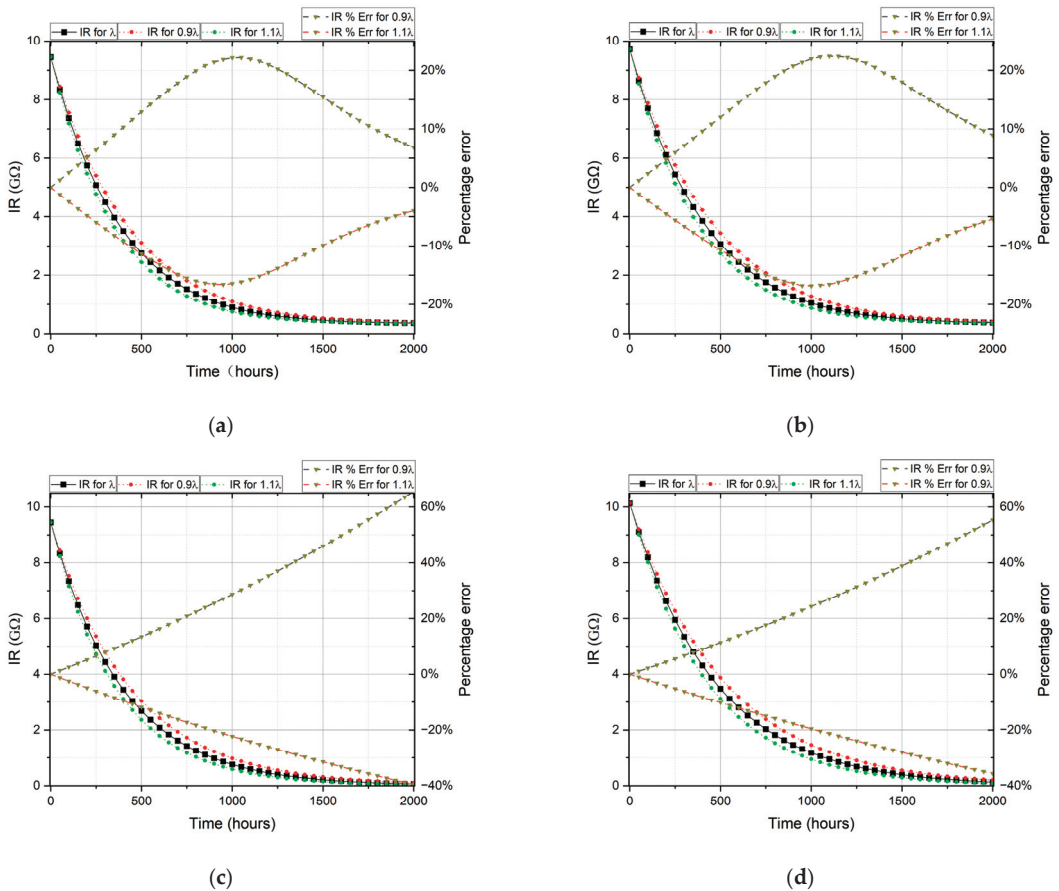 IR for λ IR for 0.9λ IR for 1.1λ
IR % Err for 0.9λ
IR % Err for 1.1λ
10
8
6
4
2
0
IR (GΩ)
20%
10%
0%
−10%
−20%
Percentage error
0 500 1000 1500 2000
Time（hours)
(a)
IR for λ IR for 0.9λ IR for 1.1λ
IR % Err for 0.9λ
IR % Err for 1.1λ
10
8
6
4
2
0
IR (GΩ)
20%
10%
0%
−10%
−20%
Percentage error
0 500 1000 1500 2000
Time (hours)
(b)
IR for λ IR for 0.9λ IR for 1.1λ
IR % Err for 0.9λ
IR % Err for 1.1λ
10
8
6
4
2
0
IR (GΩ)
60%
40%
20%
0%
−20%
−40%
Percentage error
0 500 1000 1500 2000
Time (hours)
(c)
IR for λ IR for 0.9λ IR for 1.1λ
IR % Err for 0.9λ
IR % Err for 0.9λ
10
8
6
4
2
0
IR (GΩ)
60%
40%
20%
0%
−20%
−40%
Percentage error
0 500 1000 1500 2000
Time (hours)
(d)